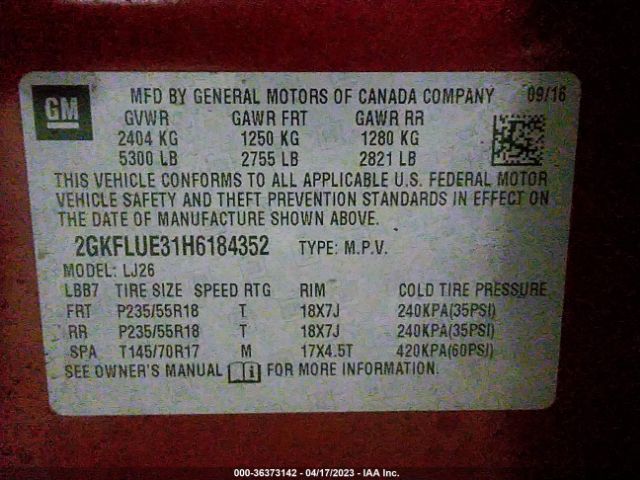 GM
MFD BY GENERAL MOTORS OF CANADA COMPANY 09/16
GVWR GAWR FRT GAWR RR
2404 KG 1250 KG 1280 KG
5300 LB 2755 LB 2821 LB
THIS VEHICLE CONFORMS TO ALL APPLICABLE U.S. FEDERAL MOTOR
VEHICLE SAFETY AND THEFT PREVENTION STANDARDS IN EFFECT ON
THE DATE OF MANUFACTURE SHOWN ABOVE.
2GKFLUE31H6184352 TYPE: M.P.V.
MODEL: LJ26
LBB7 TIRE SIZE SPEED RTG RIM COLD TIRE PRESSURE
FRT P235/55R18 T 18X7J 240KPA(35PSI)
RR P235/55R18 T 18X7J 240KPA(35PSI)
SPA T145/70R17 M 17X4.5T 420KPA(60PSI)
SEE OWNER'S MANUAL i FOR MORE INFORMATION.
000-36373142 - 04/17/2023 - IAA Inc.